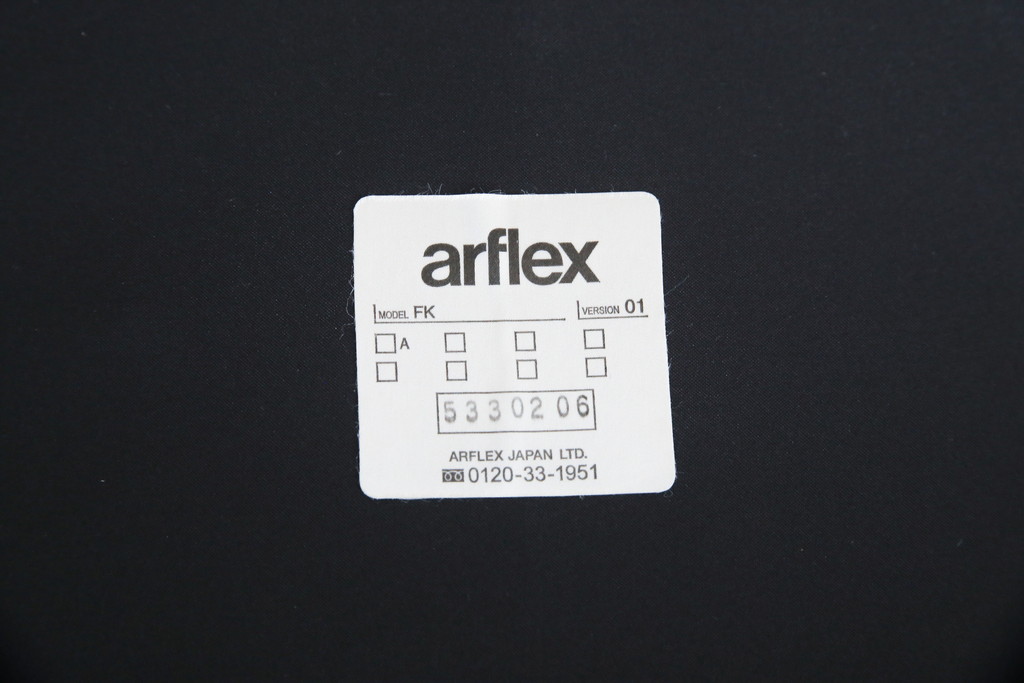 arflex
MODEL FK VERSION 01
A
5330206
ARFLEX JAPAN LTD.
0120-33-1951